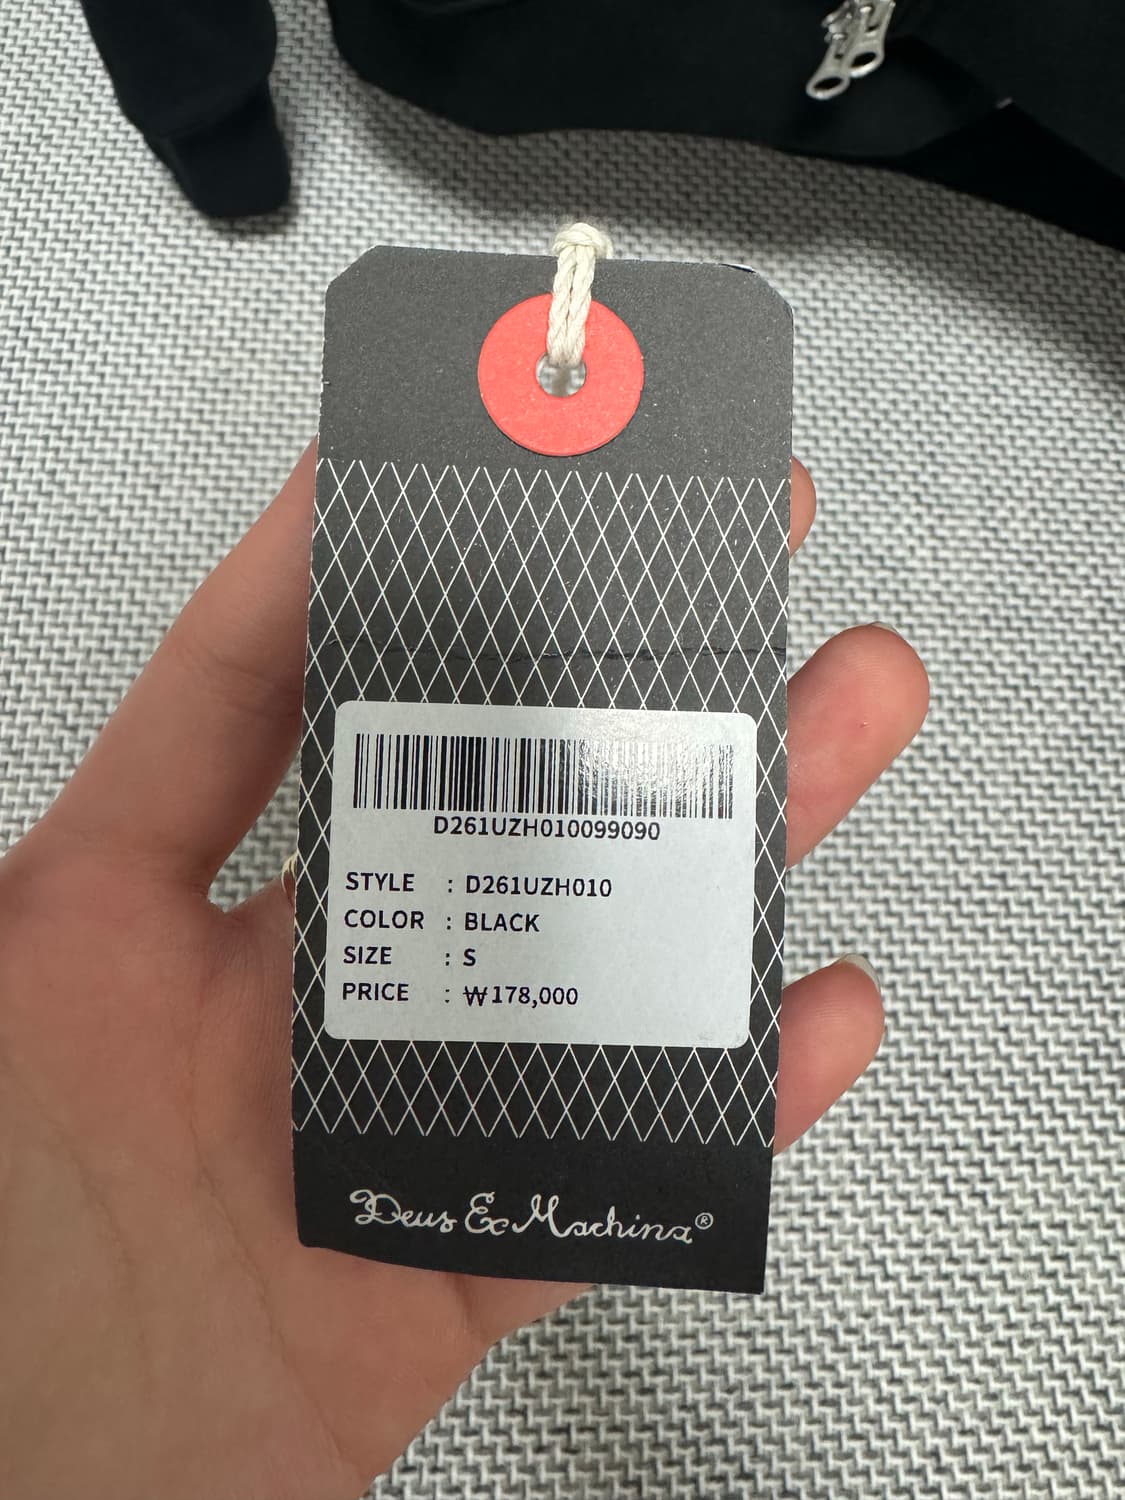 D261UZH010099090
STYLE : D261UZH010
COLOR : BLACK
SIZE : S
PRICE : ₩178,000
Deus Ex Machina®